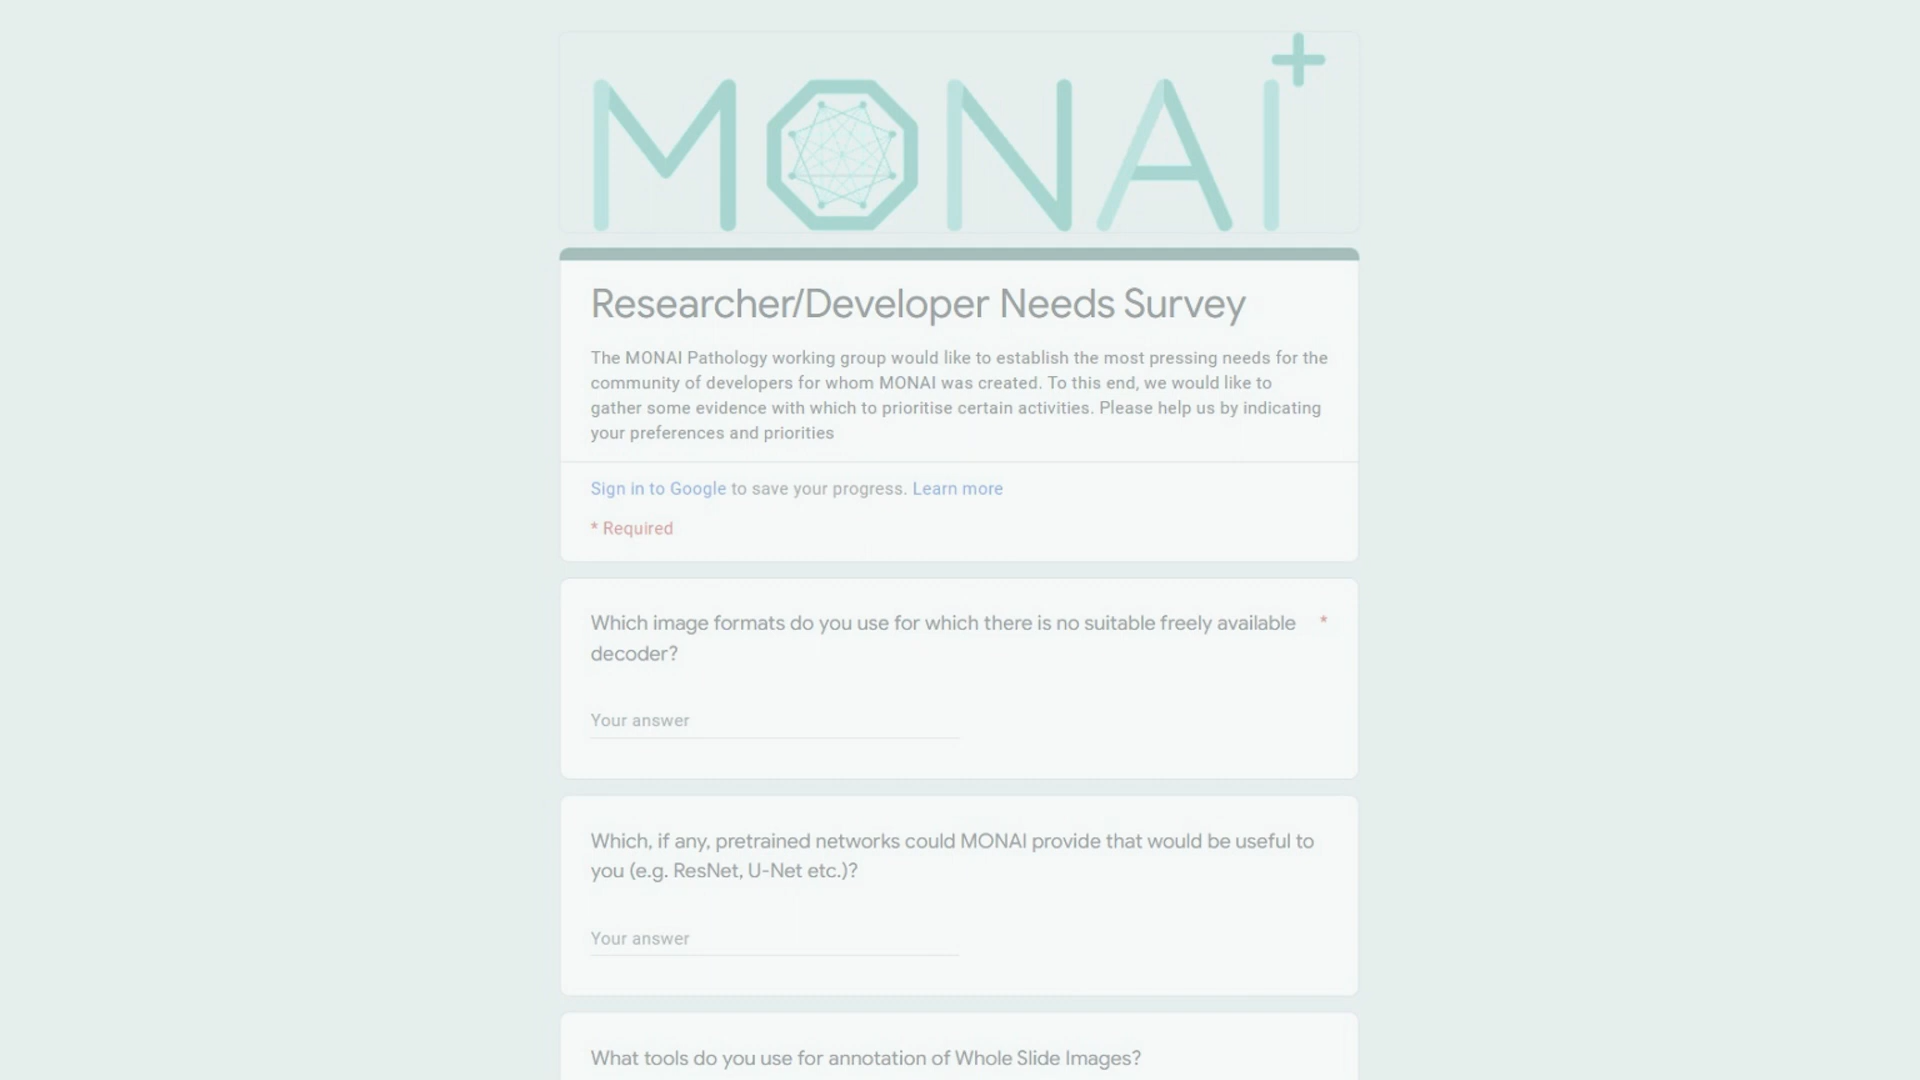 MONAI+
Researcher/Developer Needs Survey
The MONAI Pathology working group would like to establish the most pressing needs for the
community of developers for whom MONAI was created. To this end, we would like to
gather some evidence with which to prioritise certain activities. Please help us by indicating
your preferences and priorities
Sign in to Google to save your progress. Learn more
* Required
Which image formats do you use for which there is no suitable freely available *
decoder?
Your answer
Which, if any, pretrained networks could MONAI provide that would be useful to
you (e.g. ResNet, U-Net etc.)?
Your answer
What tools do you use for annotation of Whole Slide Images?